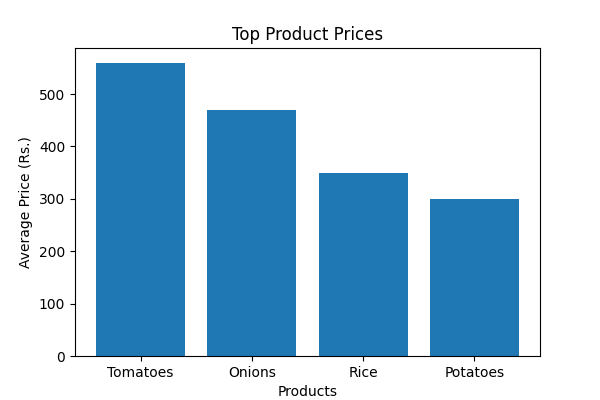 Top Product Prices
Average Price (Rs.)
500
400
300
200
100
0
Tomatoes Onions Rice Potatoes
Products